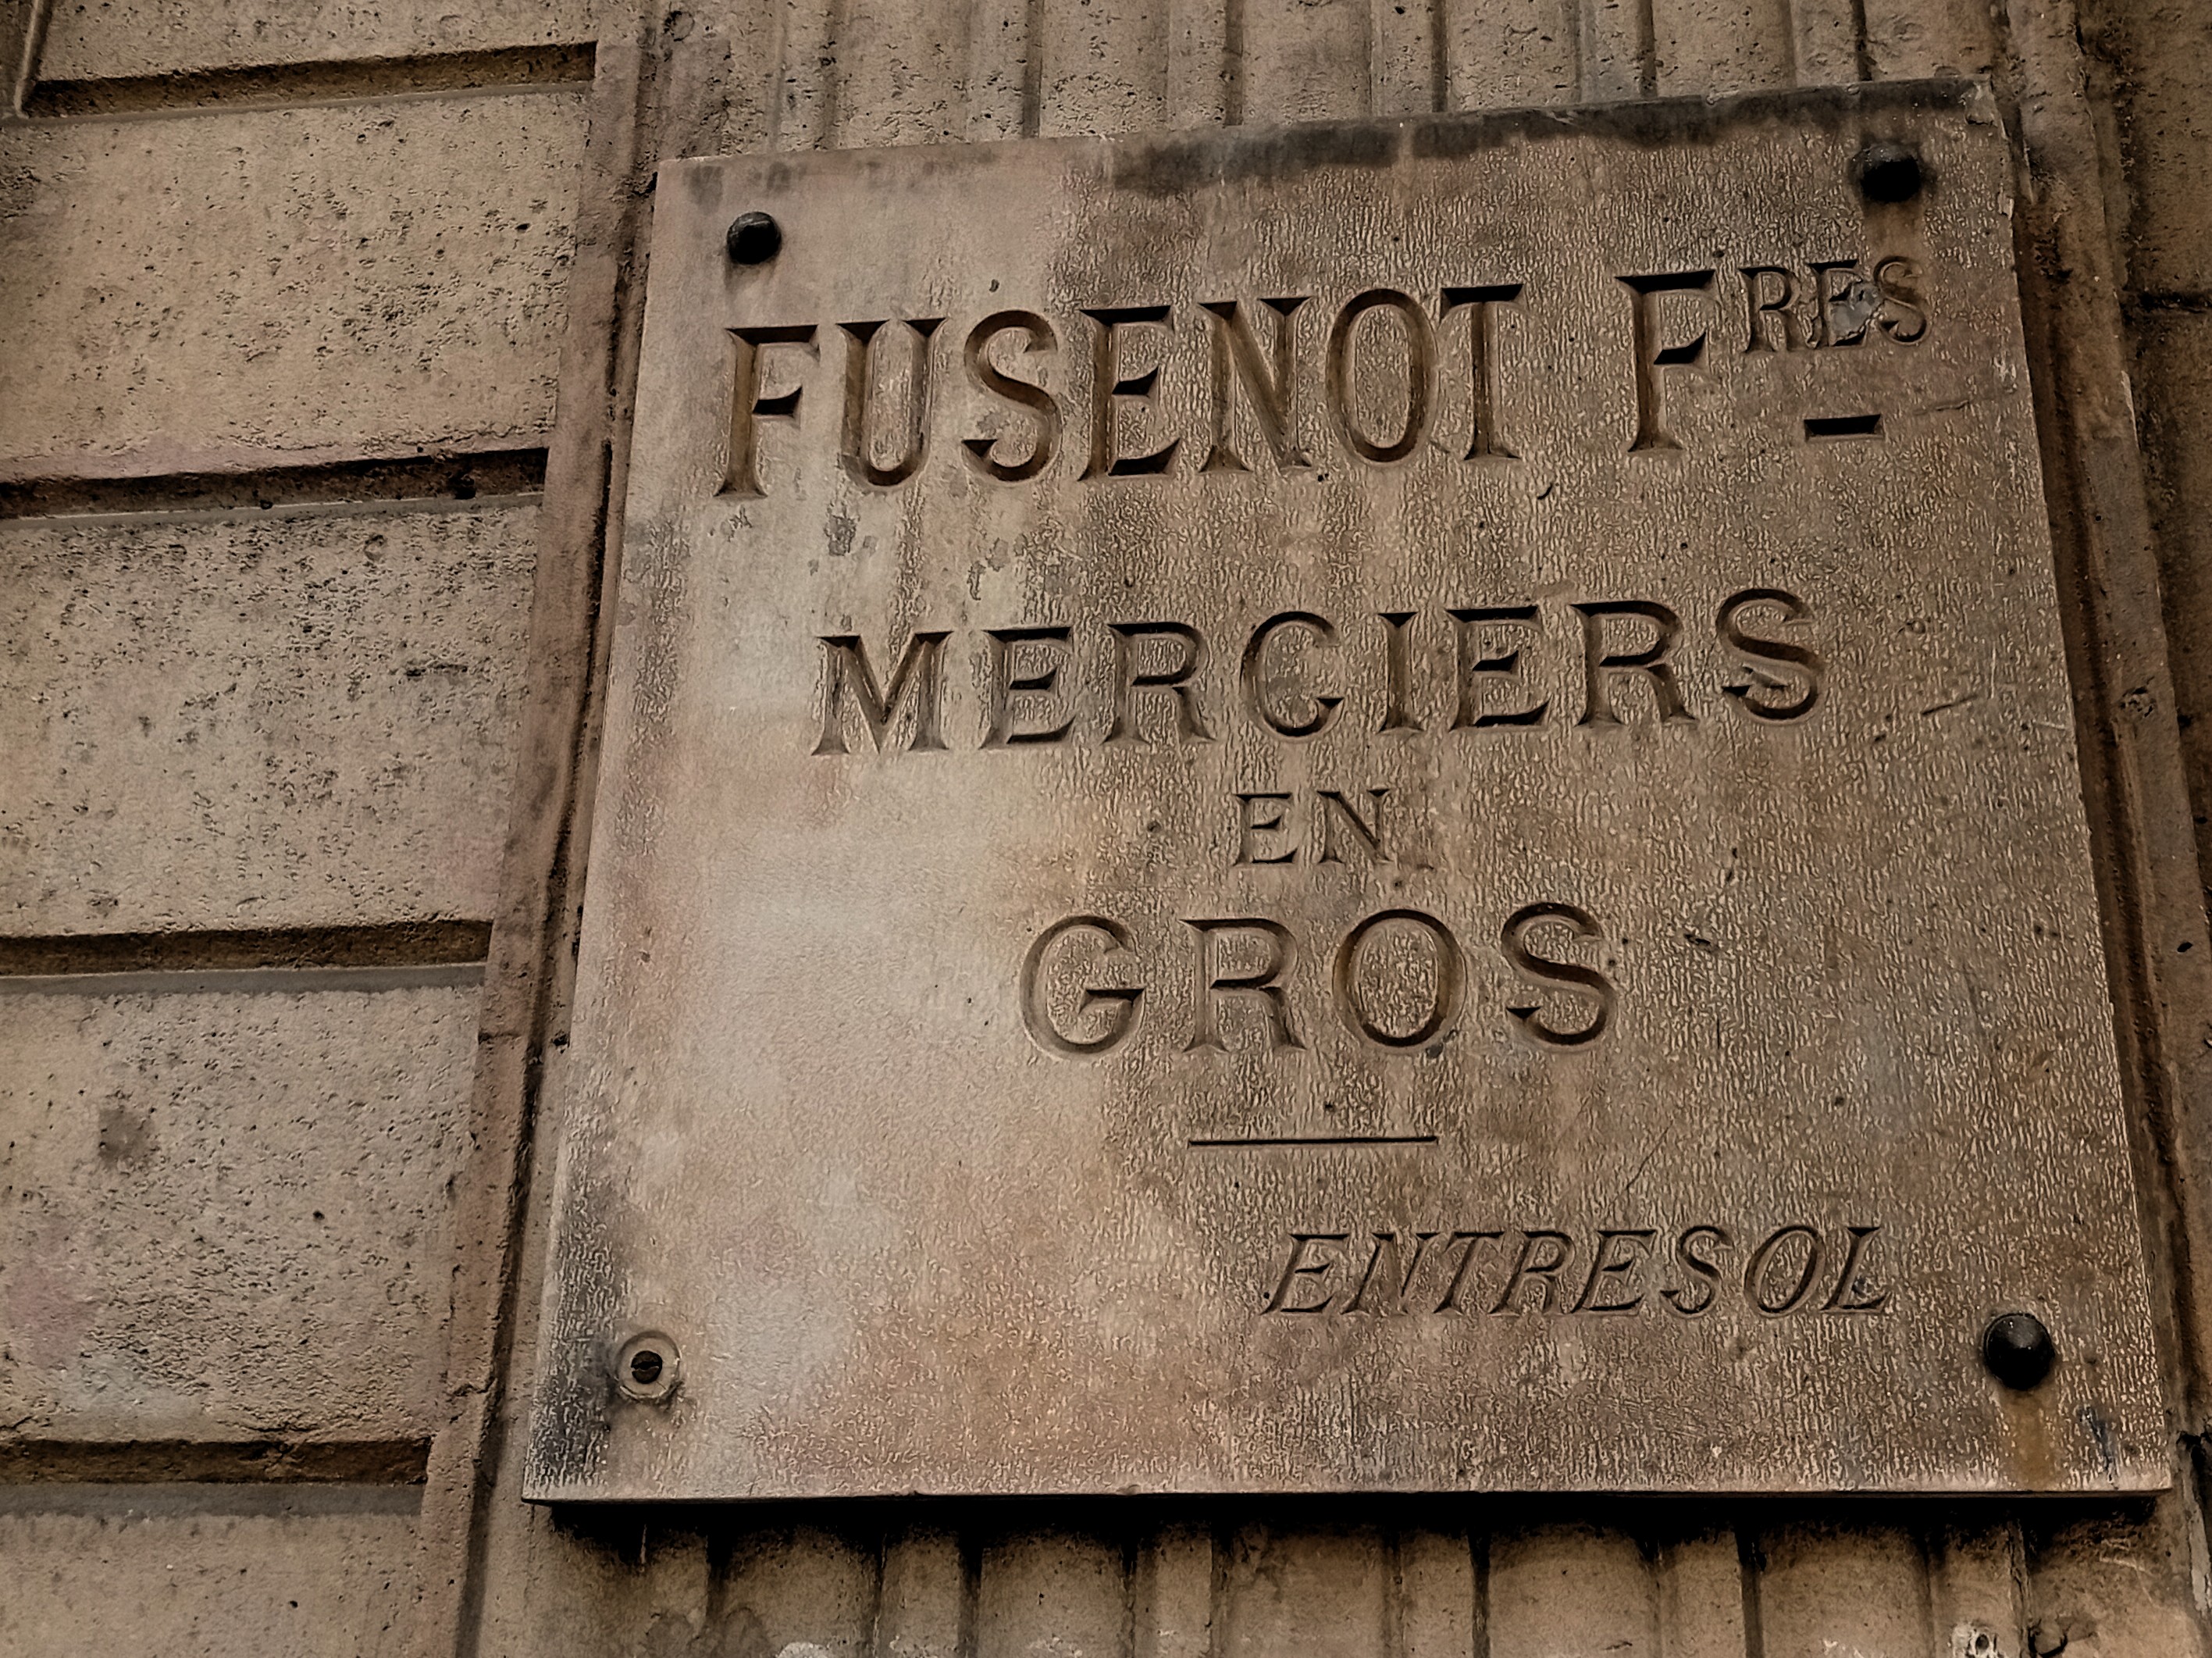 FUSENOT FRES
MERCIERS
EN
GROS
ENTRESOL